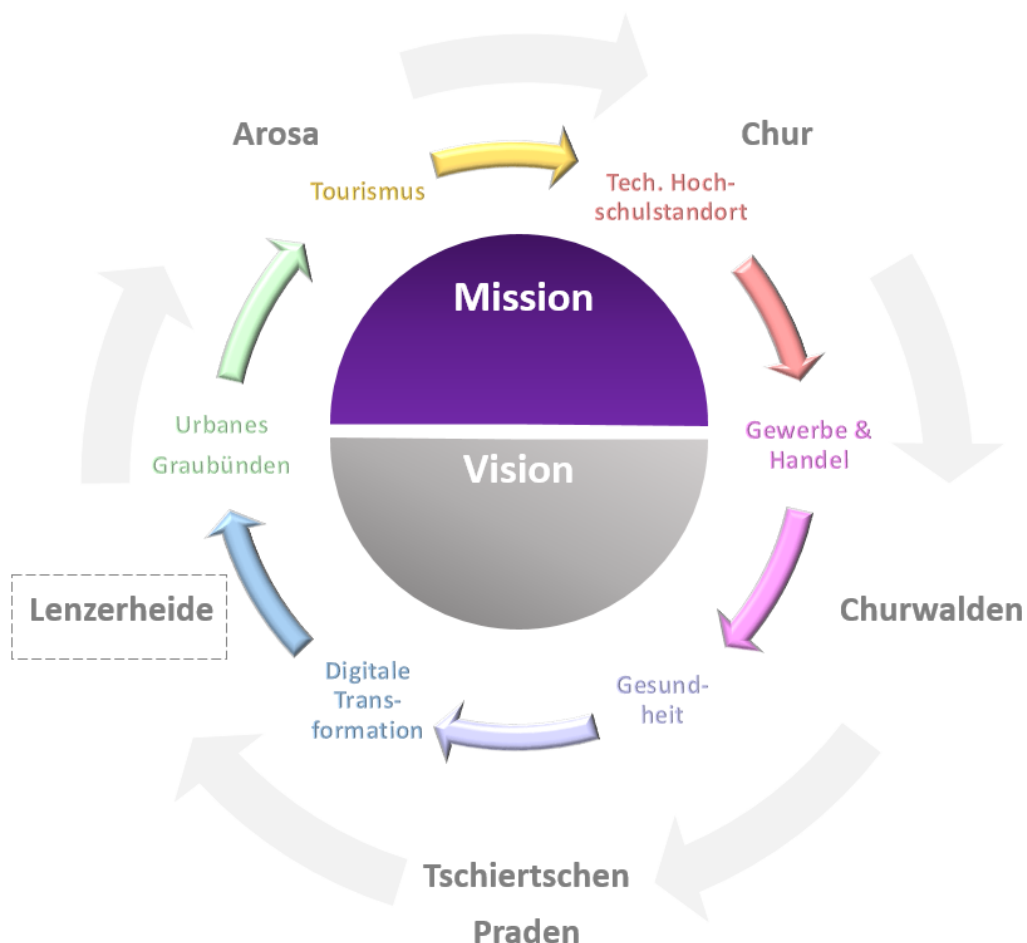 Arosa
Chur
Tourismus
Tech. Hoch-
schulstandort
Mission
Urbanes
Graubünden
Vision
Gewerbe &
Handel
Lenzerheide
Churwalden
Digitale
Trans-
formation
Gesund-
heit
Tschiertschen
Praden